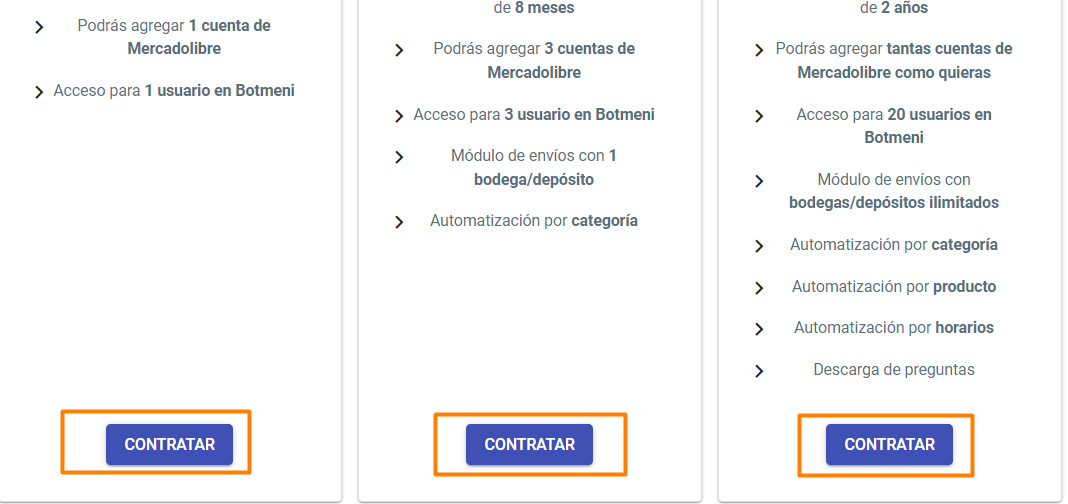 Podrás agregar 1 cuenta de
Mercadolibre
Acceso para 1 usuario en Botmeni
CONTRATAR
de 8 meses
Podrás agregar 3 cuentas de
Mercadolibre
Acceso para 3 usuario en Botmeni
Módulo de envíos con 1
bodega/depósito
Automatización por categoría
CONTRATAR
de 2 años
Podrás agregar tantas cuentas de
Mercadolibre como quieras
Acceso para 20 usuarios en
Botmeni
Módulo de envíos con
bodegas/depósitos ilimitados
Automatización por categoría
Automatización por producto
Automatización por horarios
Descarga de preguntas
CONTRATAR